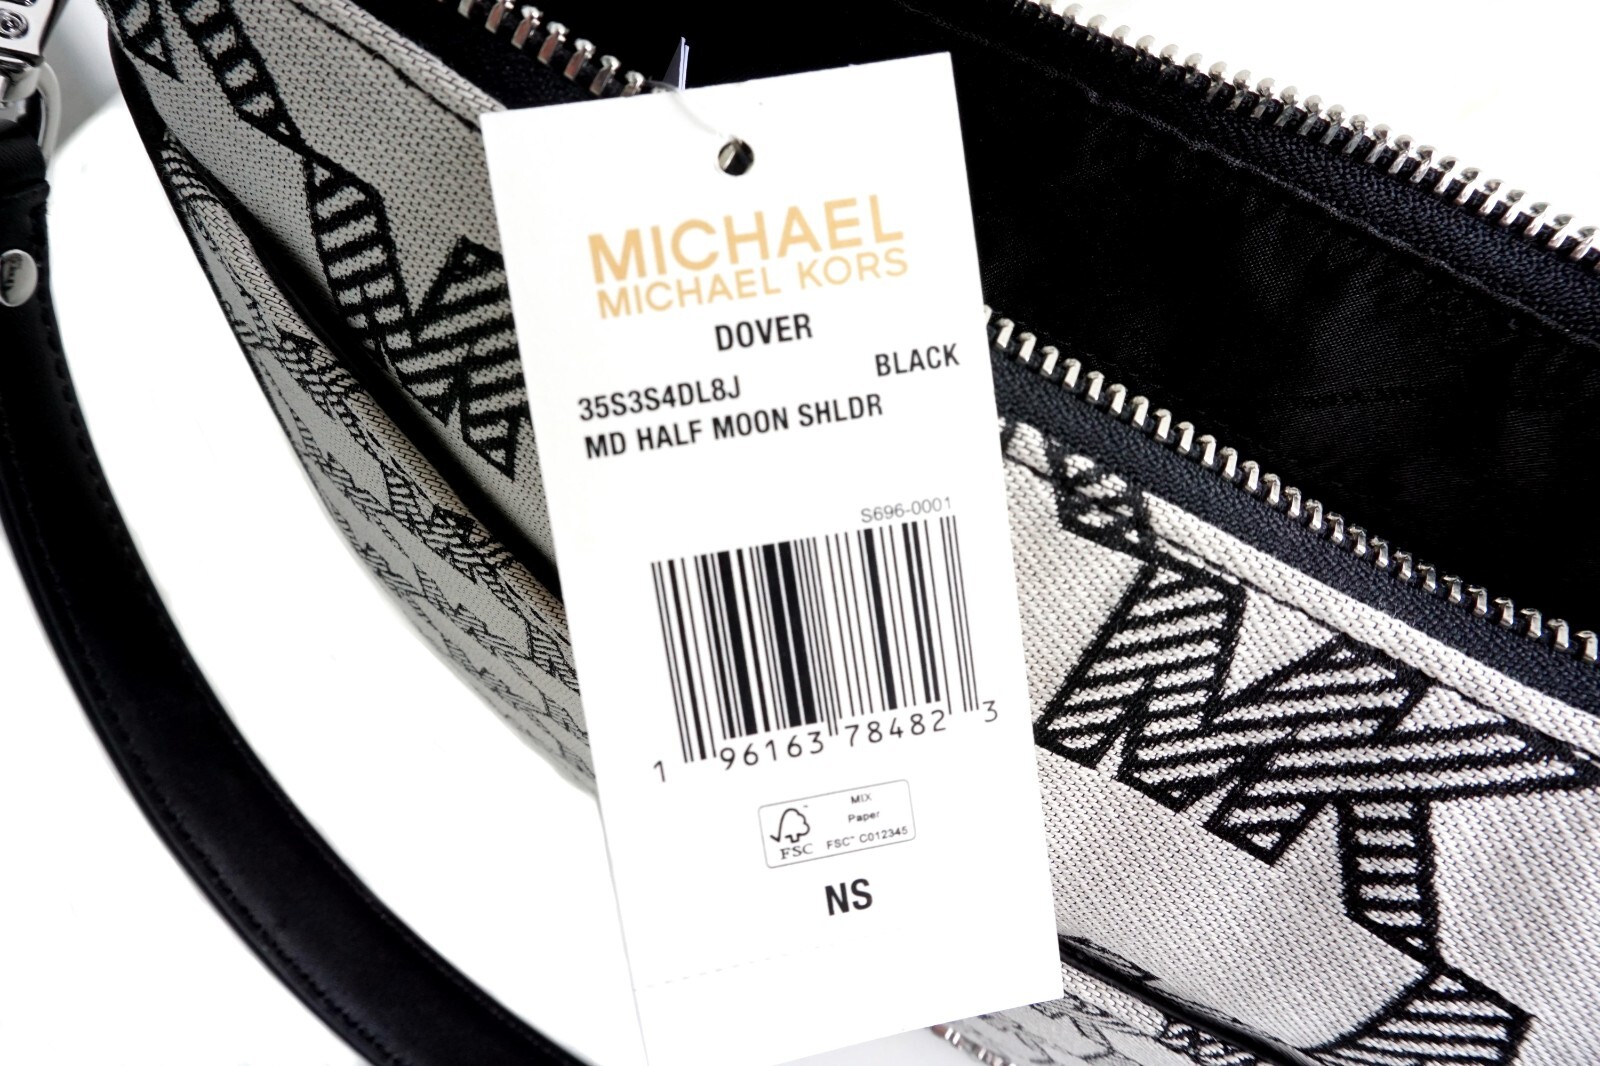 MICHAEL
MICHAEL KORS
DOVER
35S3S4DL8J BLACK
MD HALF MOON SHLDR
S696-0001
1 96163 78482 3
FSC
MIX
Paper
FSC™ C012345
NS